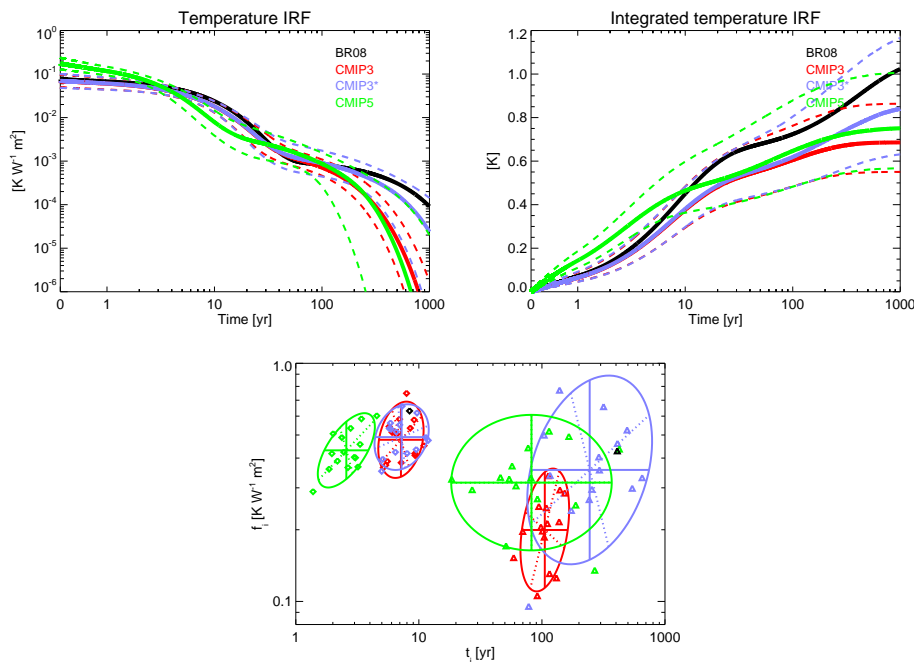 Temperature IRF
10⁰
10⁻¹
10⁻²
10⁻³
10⁻⁴
10⁻⁵
10⁻⁶
[K W⁻¹ m²]
BR08
CMIP3
CMIP3*
CMIP5
0 1 10 100 1000
Time [yr]
Integrated temperature IRF
1.2
1.0
0.8
0.6
0.4
0.2
0.0
[K]
BR08
CMIP3
CMIP3*
CMIP5
0 1 10 100 1000
Time [yr]
1.0
0.1
fᵢ [K W⁻¹ m²]
1 10 100 1000
tᵢ [yr]